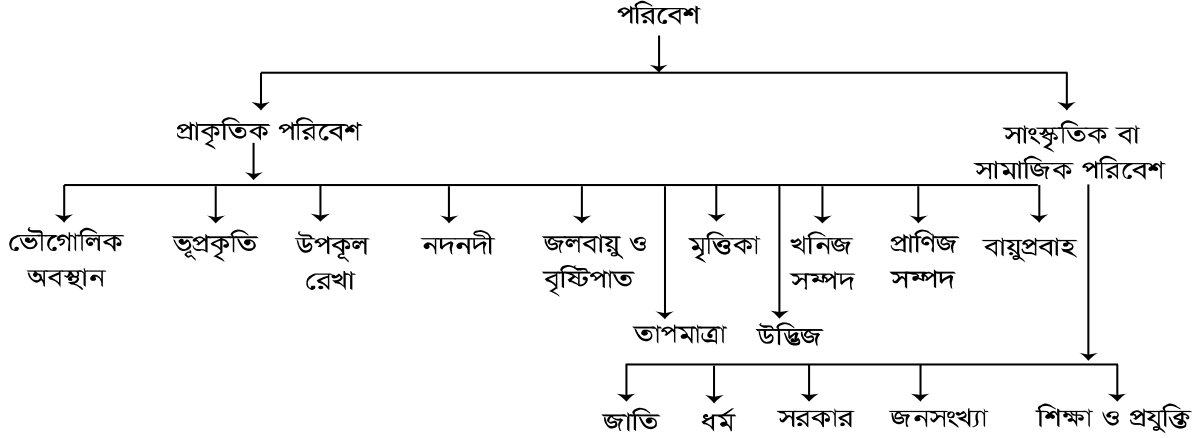 পরিবেশ
প্রাকৃতিক পরিবেশ
সাংস্কৃতিক বা
সামাজিক পরিবেশ
ভৌগোলিক
অবস্থান
ভূপ্রকৃতি
উপকূল
রেখা
নদনদী
জলবায়ু ও
বৃষ্টিপাত
মৃত্তিকা
খনিজ
সম্পদ
প্রাণিজ
সম্পদ
বায়ুপ্রবাহ
তাপমাত্রা
উদ্ভিজ
জাতি
ধর্ম
সরকার
জনসংখ্যা
শিক্ষা ও প্রযুক্তি